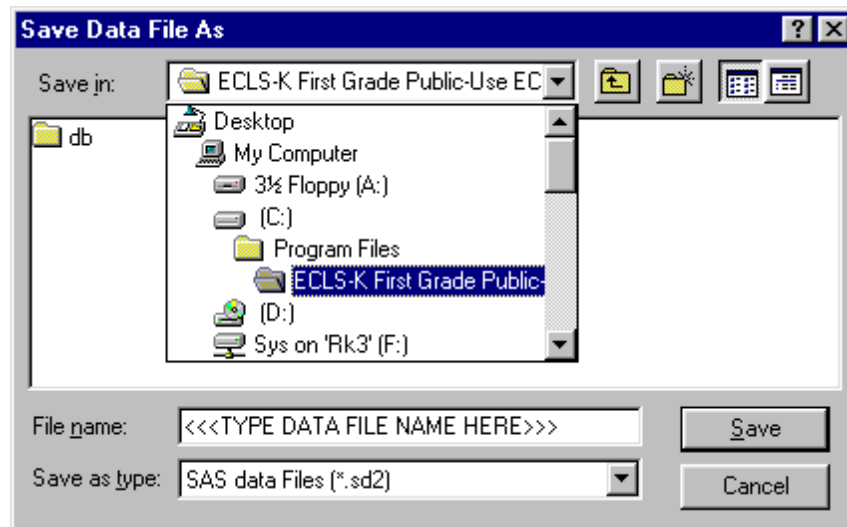 Save Data File As
Save in: ECLS-K First Grade Public-Use EC
db
Desktop
My Computer
3½ Floppy (A:)
(C:)
Program Files
ECLS-K First Grade Public-
(D:)
Sys on 'Rk3' (F:)
File name: <<<TYPE DATA FILE NAME HERE>>> Save
Save as type: SAS data Files (*.sd2) Cancel